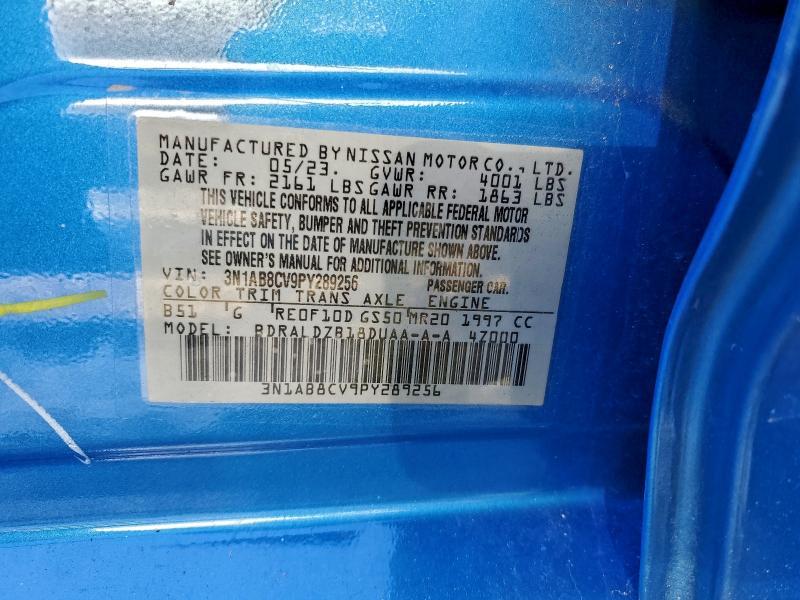 MANUFACTURED BY NISSAN MOTOR CO., LTD.
DATE: 05/23. GVWR: 4001 LBS
GAWR FR: 2161 LBS GAWR RR: 1863 LBS
THIS VEHICLE CONFORMS TO ALL APPLICABLE FEDERAL MOTOR
VEHICLE SAFETY, BUMPER AND THEFT PREVENTION STANDARDS
IN EFFECT ON THE DATE OF MANUFACTURE SHOWN ABOVE.
SEE OWNER'S MANUAL FOR ADDITIONAL INFORMATION.
VIN: 3N1AB8CV9PY289256 PASSENGER CAR.
COLOR TRIM TRANS AXLE ENGINE
B51 G RE0F10D GS50 MR20 1997 CC
MODEL: BDRALDZB18DUAA-A-A 4Z000
3N1AB8CV9PY289256